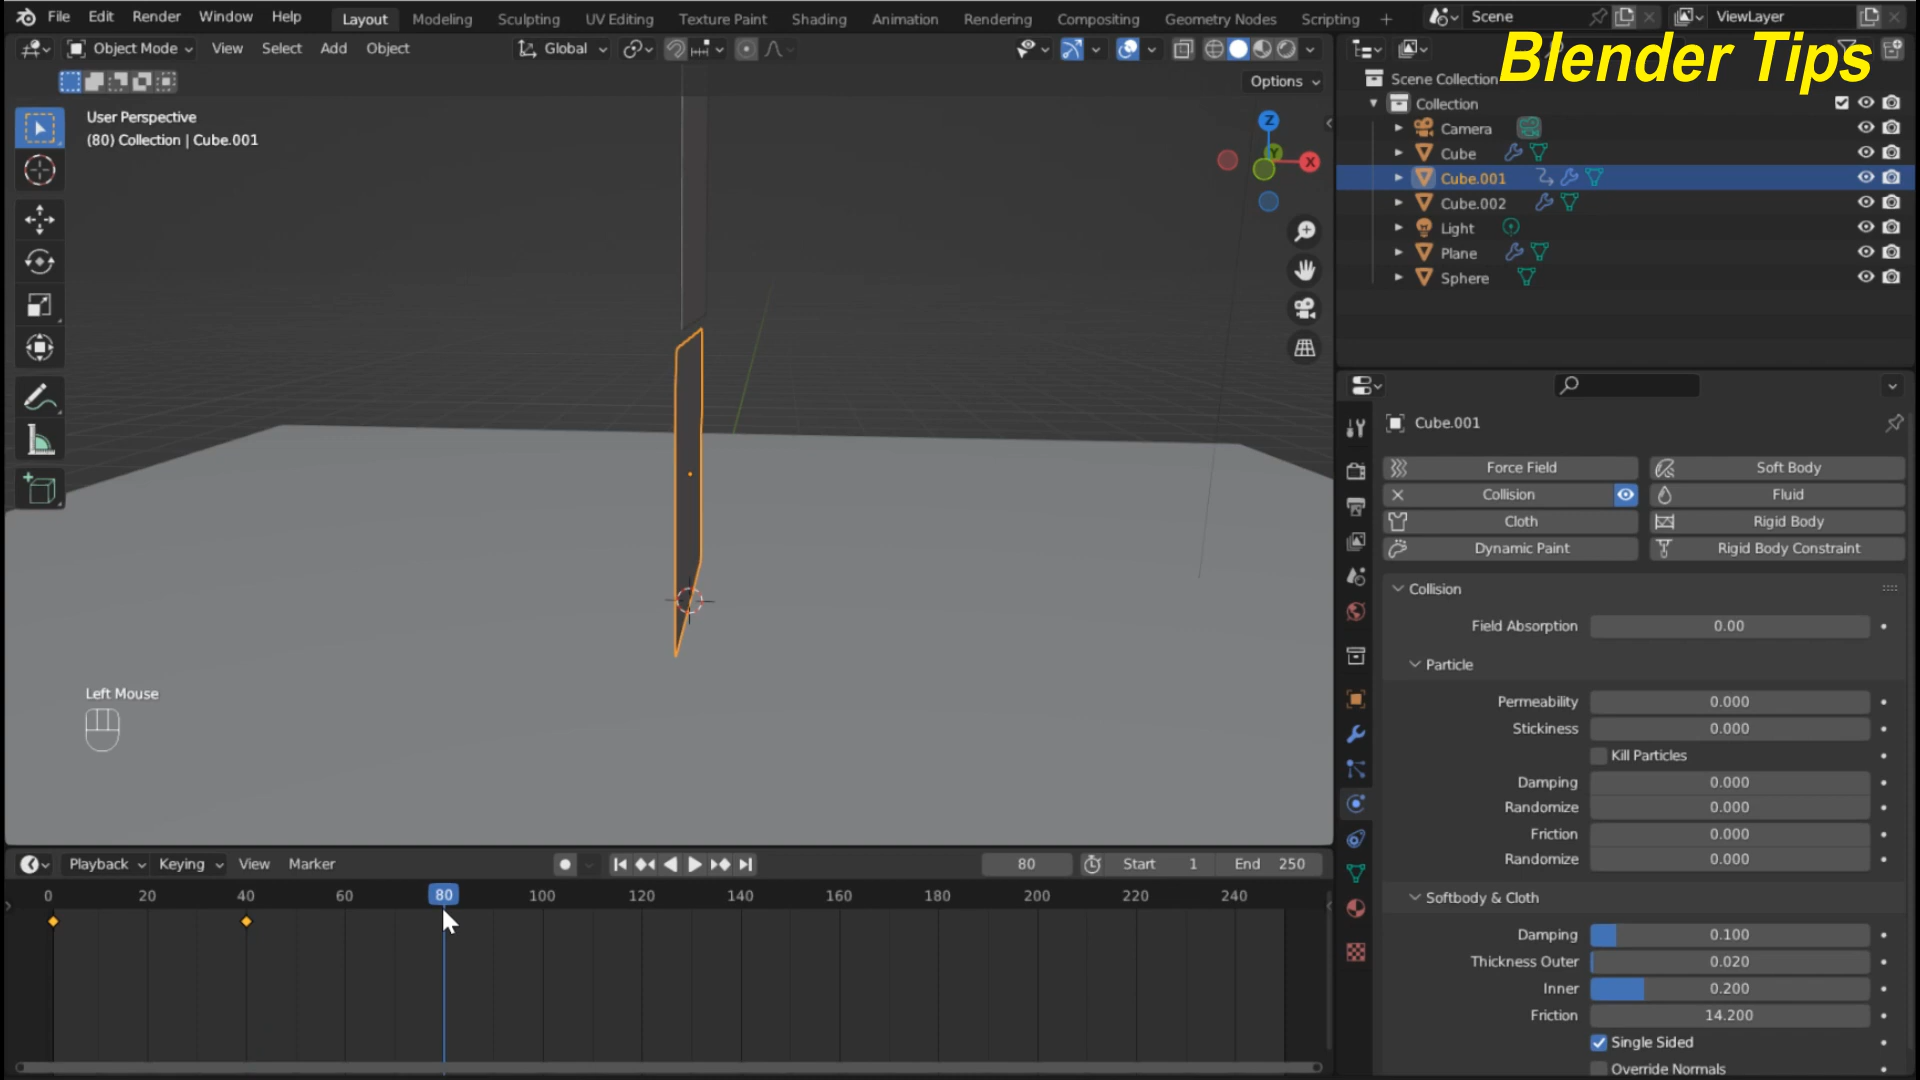 File Edit Render Window Help Layout Modeling Sculpting UV Editing Texture Paint Shading Animation Rendering Compositing Geometry Nodes Scripting + Scene ViewLayer
Object Mode View Select Add Object Global
Blender Tips
Options
User Perspective
(80) Collection | Cube.001
Z
Y
X
Scene Collection
Collection
Camera
Cube
Cube.001
Cube.002
Light
Plane
Sphere
Cube.001
Force Field Soft Body
Collision Fluid
Cloth Rigid Body
Dynamic Paint Rigid Body Constraint
Collision
Field Absorption 0.00
Particle
Permeability 0.000
Stickiness 0.000
Kill Particles
Damping 0.000
Randomize 0.000
Friction 0.000
Randomize 0.000
Softbody & Cloth
Damping 0.100
Thickness Outer 0.020
Inner 0.200
Friction 14.200
Single Sided
Override Normals
Left Mouse
Playback Keying View Marker 80 Start 1 End 250
0 20 40 60 80 100 120 140 160 180 200 220 240